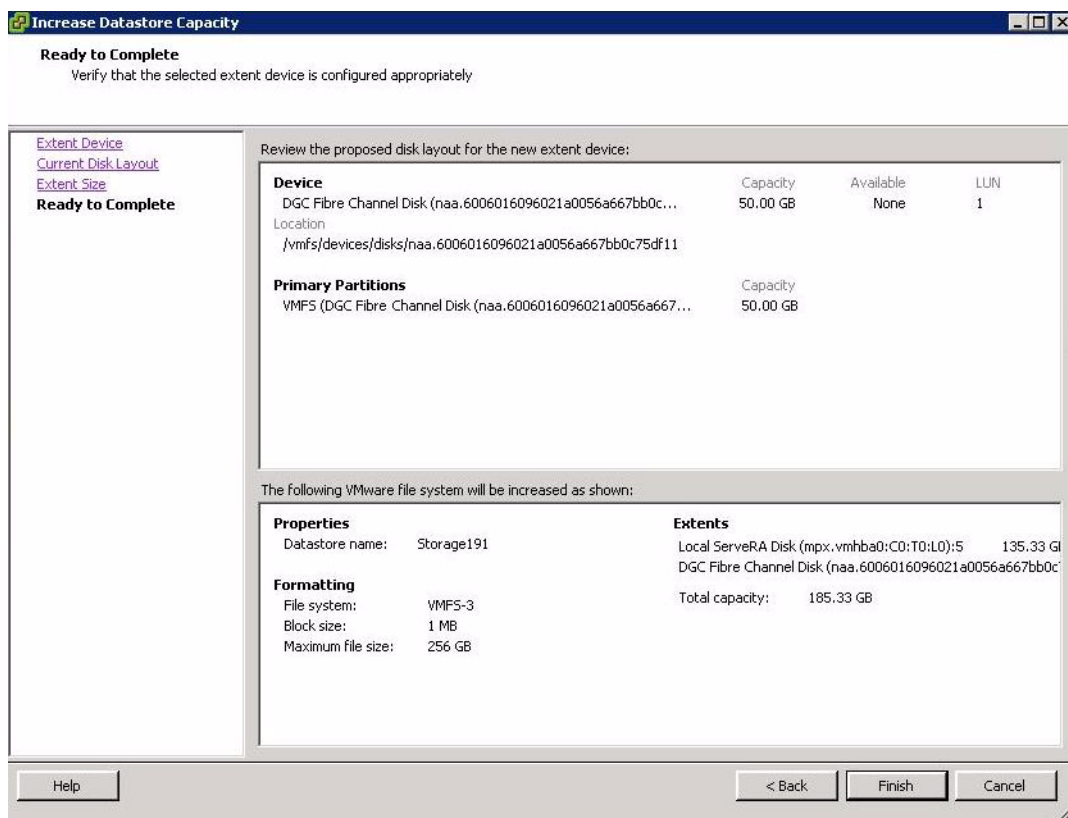 Increase Datastore Capacity
Ready to Complete
Verify that the selected extent device is configured appropriately
Extent Device
Current Disk Layout
Extent Size
Ready to Complete
Review the proposed disk layout for the new extent device:
Device Capacity Available LUN
DGC Fibre Channel Disk (naa.6006016096021a0056a667bb0c... 50.00 GB None 1
Location
/vmfs/devices/disks/naa.6006016096021a0056a667bb0c75df11
Primary Partitions Capacity
VMFS (DGC Fibre Channel Disk (naa.6006016096021a0056a667... 50.00 GB
The following VMware file system will be increased as shown:
Properties
Datastore name: Storage191
Formatting
File system: VMFS-3
Block size: 1 MB
Maximum file size: 256 GB
Extents
Local ServeRA Disk (mpx.vmhba0:C0:T0:L0):5 135.33 G
DGC Fibre Channel Disk (naa.6006016096021a0056a667bb0c
Total capacity: 185.33 GB
Help < Back Finish Cancel